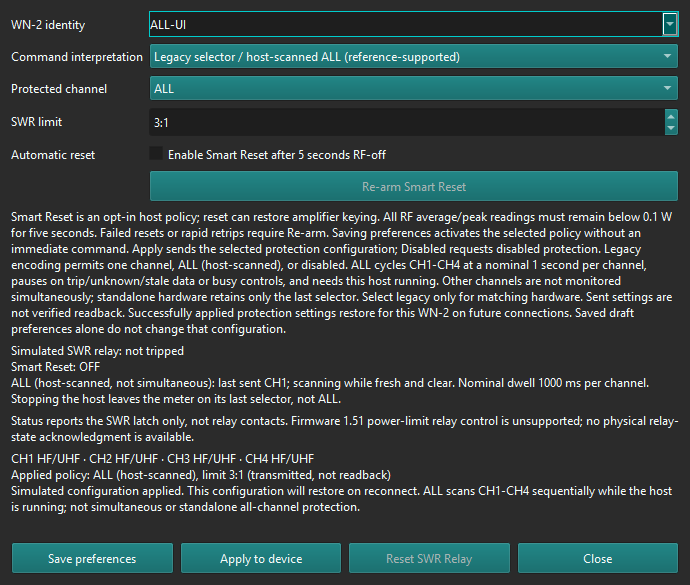 WN-2 identity
ALL-UI
Command interpretation
Legacy selector / host-scanned ALL (reference-supported)
Protected channel
ALL
SWR limit
3:1
Automatic reset
Enable Smart Reset after 5 seconds RF-off
Re-arm Smart Reset
Smart Reset is an opt-in host policy; reset can restore amplifier keying. All RF average/peak readings must remain below 0.1 W
for five seconds. Failed resets or rapid retrips require Re-arm. Saving preferences activates the selected policy without an
immediate command. Apply sends the selected protection configuration; Disabled requests disabled protection. Legacy
encoding permits one channel, ALL (host-scanned), or disabled. ALL cycles CH1-CH4 at a nominal 1 second per channel,
pauses on trip/unknown/stale data or busy controls, and needs this host running. Other channels are not monitored
simultaneously; standalone hardware retains only the last selector. Select legacy only for matching hardware. Sent settings are
not verified readback. Successfully applied protection settings restore for this WN-2 on future connections. Saved draft
preferences alone do not change that configuration.
Simulated SWR relay: not tripped
Smart Reset: OFF
ALL (host-scanned, not simultaneous): last sent CH1; scanning while fresh and clear. Nominal dwell 1000 ms per channel.
Stopping the host leaves the meter on its last selector, not ALL.
Status reports the SWR latch only, not relay contacts. Firmware 1.51 power-limit relay control is unsupported; no physical relay-
state acknowledgment is available.
CH1 HF/UHF · CH2 HF/UHF · CH3 HF/UHF · CH4 HF/UHF
Applied policy: ALL (host-scanned), limit 3:1 (transmitted, not readback)
Simulated configuration applied. This configuration will restore on reconnect. ALL scans CH1-CH4 sequentially while the host
is running; not simultaneous or standalone all-channel protection.
Save preferences
Apply to device
Reset SWR Relay
Close